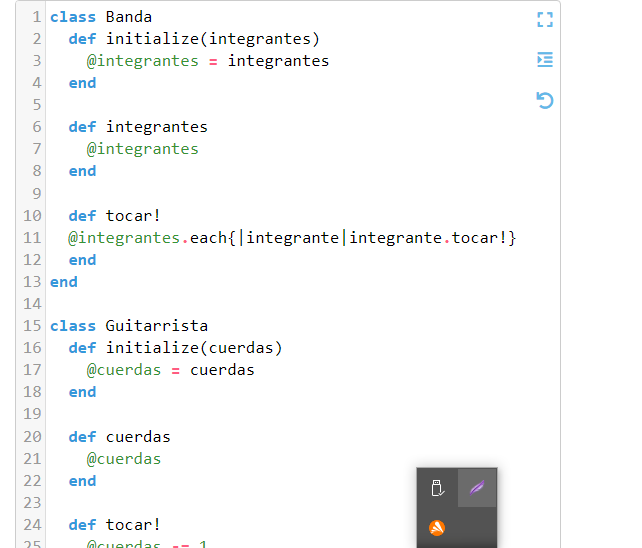 1 class Banda
2   def initialize(integrantes)
3     @integrantes = integrantes
4   end
5
6   def integrantes
7     @integrantes
8   end
9
10   def tocar!
11   @integrantes.each{|integrante|integrante.tocar!}
12   end
13 end
14
15 class Guitarrista
16   def initialize(cuerdas)
17     @cuerdas = cuerdas
18   end
19
20   def cuerdas
21     @cuerdas
22   end
23
24   def tocar!
25     @cuerdas -= 1